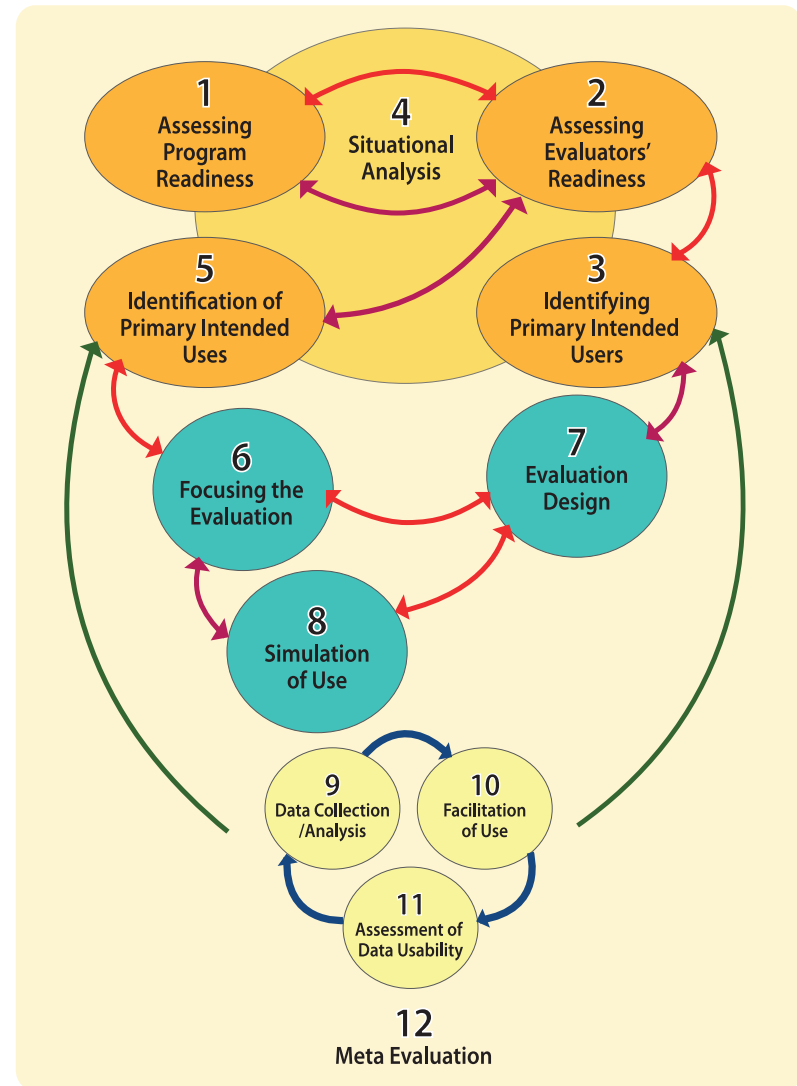 1
Assessing
Program
Readiness
2
Assessing
Evaluators’
Readiness
4
Situational
Analysis
5
Identification of
Primary Intended
Uses
3
Identifying
Primary Intended
Users
6
Focusing the
Evaluation
7
Evaluation
Design
8
Simulation
of Use
9
Data Collection
/Analysis
10
Facilitation
of Use
11
Assessment of
Data Usability
12
Meta Evaluation